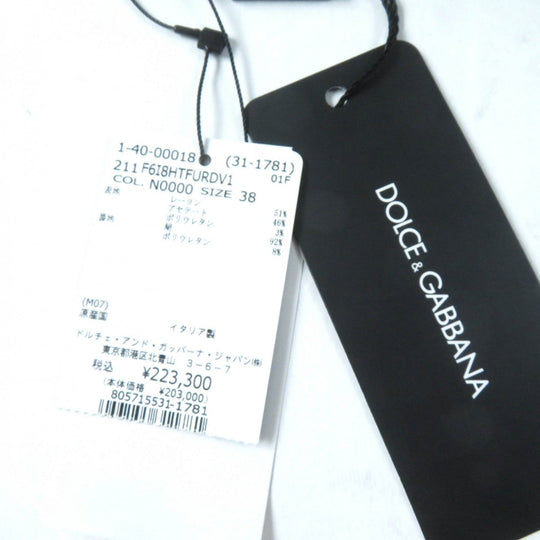 1-40-00018 (31-1781)
211 F6I8HTFURDV1 01F
COL. N0000 SIZE 38
表地 レーヨン 51%
アセテート 46%
ポリウレタン 3%
裏地 絹 92%
ポリウレタン 8%
(M07)
原産国 イタリア製
ドルチェ・アンド・ガッバーナ・ジャパン㈱
東京都港区北青山 3-6-7
税込 ¥223,300
(本体価格 ¥203,000)
805715531-1781
DOLCE & GABBANA